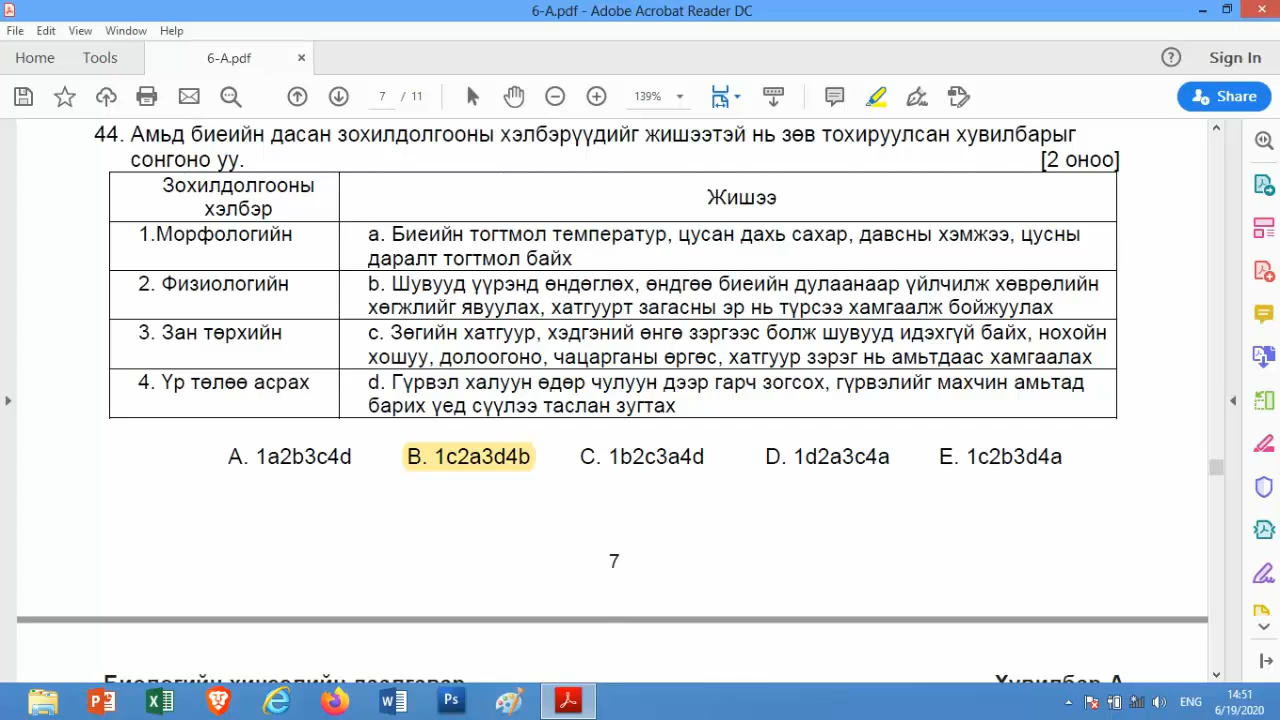 6-A.pdf - Adobe Acrobat Reader DC
File Edit View Window Help
Home Tools 6-A.pdf × Sign In
7 / 11 139% Share
44. Амьд биеийн дасан зохилдолгооны хэлбэрүүдийг жишээтэй нь зөв тохируулсан хувилбарыг
сонгоно уу. [2 оноо]
Зохилдолгооны
хэлбэр
Жишээ
1.Морфологийн
a. Биеийн тогтмол температур, цусан дахь сахар, давсны хэмжээ, цусны
даралт тогтмол байх
2. Физиологийн
b. Шувууд үүрэнд өндөглөх, өндгөө биеийн дулаанаар үйлчилж хөврөлийн
хөгжлийг явуулах, хатгуурт загасны эр нь түрсээ хамгаалж бойжуулах
3. Зан төрхийн
c. Зөгийн хатгуур, хэдгэний өнгө зэргээс болж шувууд идэхгүй байх, нохойн
хошуу, долоогоно, чацарганы өргөс, хатгуур зэрэг нь амьтдаас хамгаалах
4. Үр төлөө асрах
d. Гүрвэл халуун өдөр чулуун дээр гарч зогсох, гүрвэлийг махчин амьтад
барих үед сүүлээ таслан зугтах
A. 1a2b3c4d B. 1c2a3d4b C. 1b2c3a4d D. 1d2a3c4a E. 1c2b3d4a
7
Биологийн хичээлийн даалгавар Хувилбар А
ENG 14:51
6/19/2020